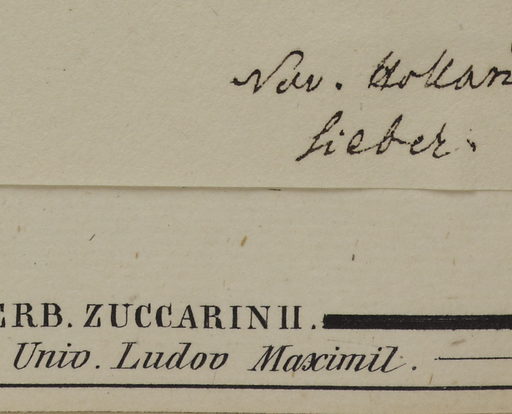 Nov. Hollan
Sieber.
ERB. ZUCCARINII.
Univ. Ludov Maximil.